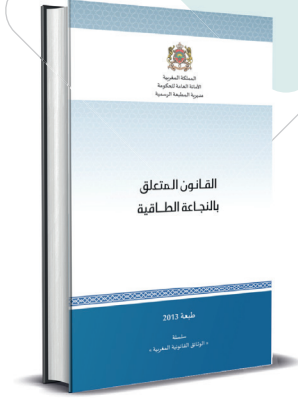 المملكة المغربية
الأمانة العامة للحكومة
مديرية المطبعة الرسمية
القانون المتعلق
بالنجاعة الطاقية
طبعة 2013
سلسلة
« الوثائق القانونية المغربية »